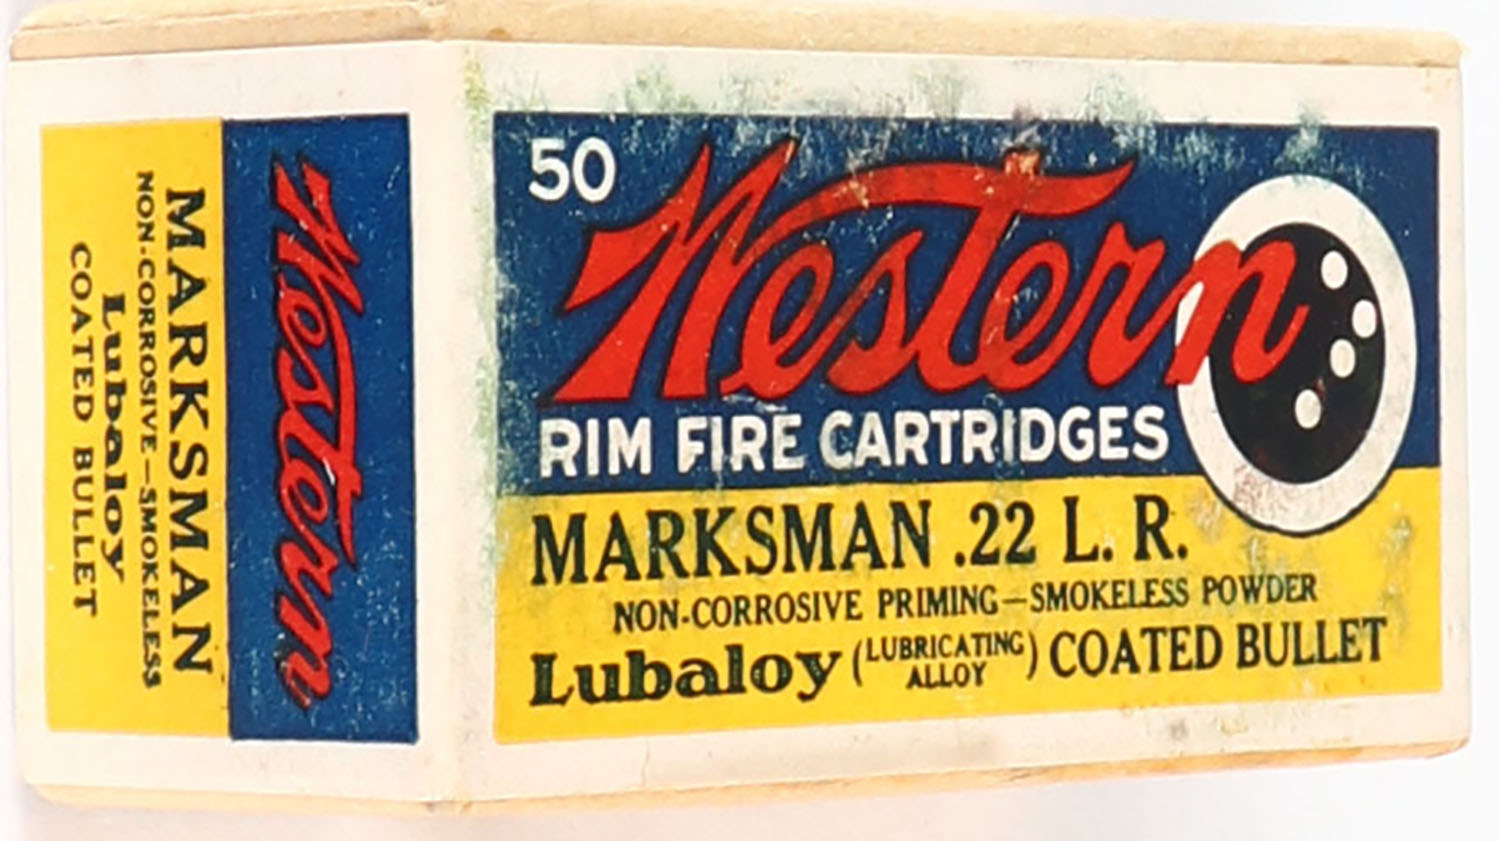 Western
MARKSMAN
NON-CORROSIVE-SMOKELESS
Lubaloy
COATED BULLET
50
Western
RIM FIRE CARTRIDGES
MARKSMAN .22 L. R.
NON-CORROSIVE PRIMING-SMOKELESS POWDER
Lubaloy (LUBRICATING ALLOY) COATED BULLET